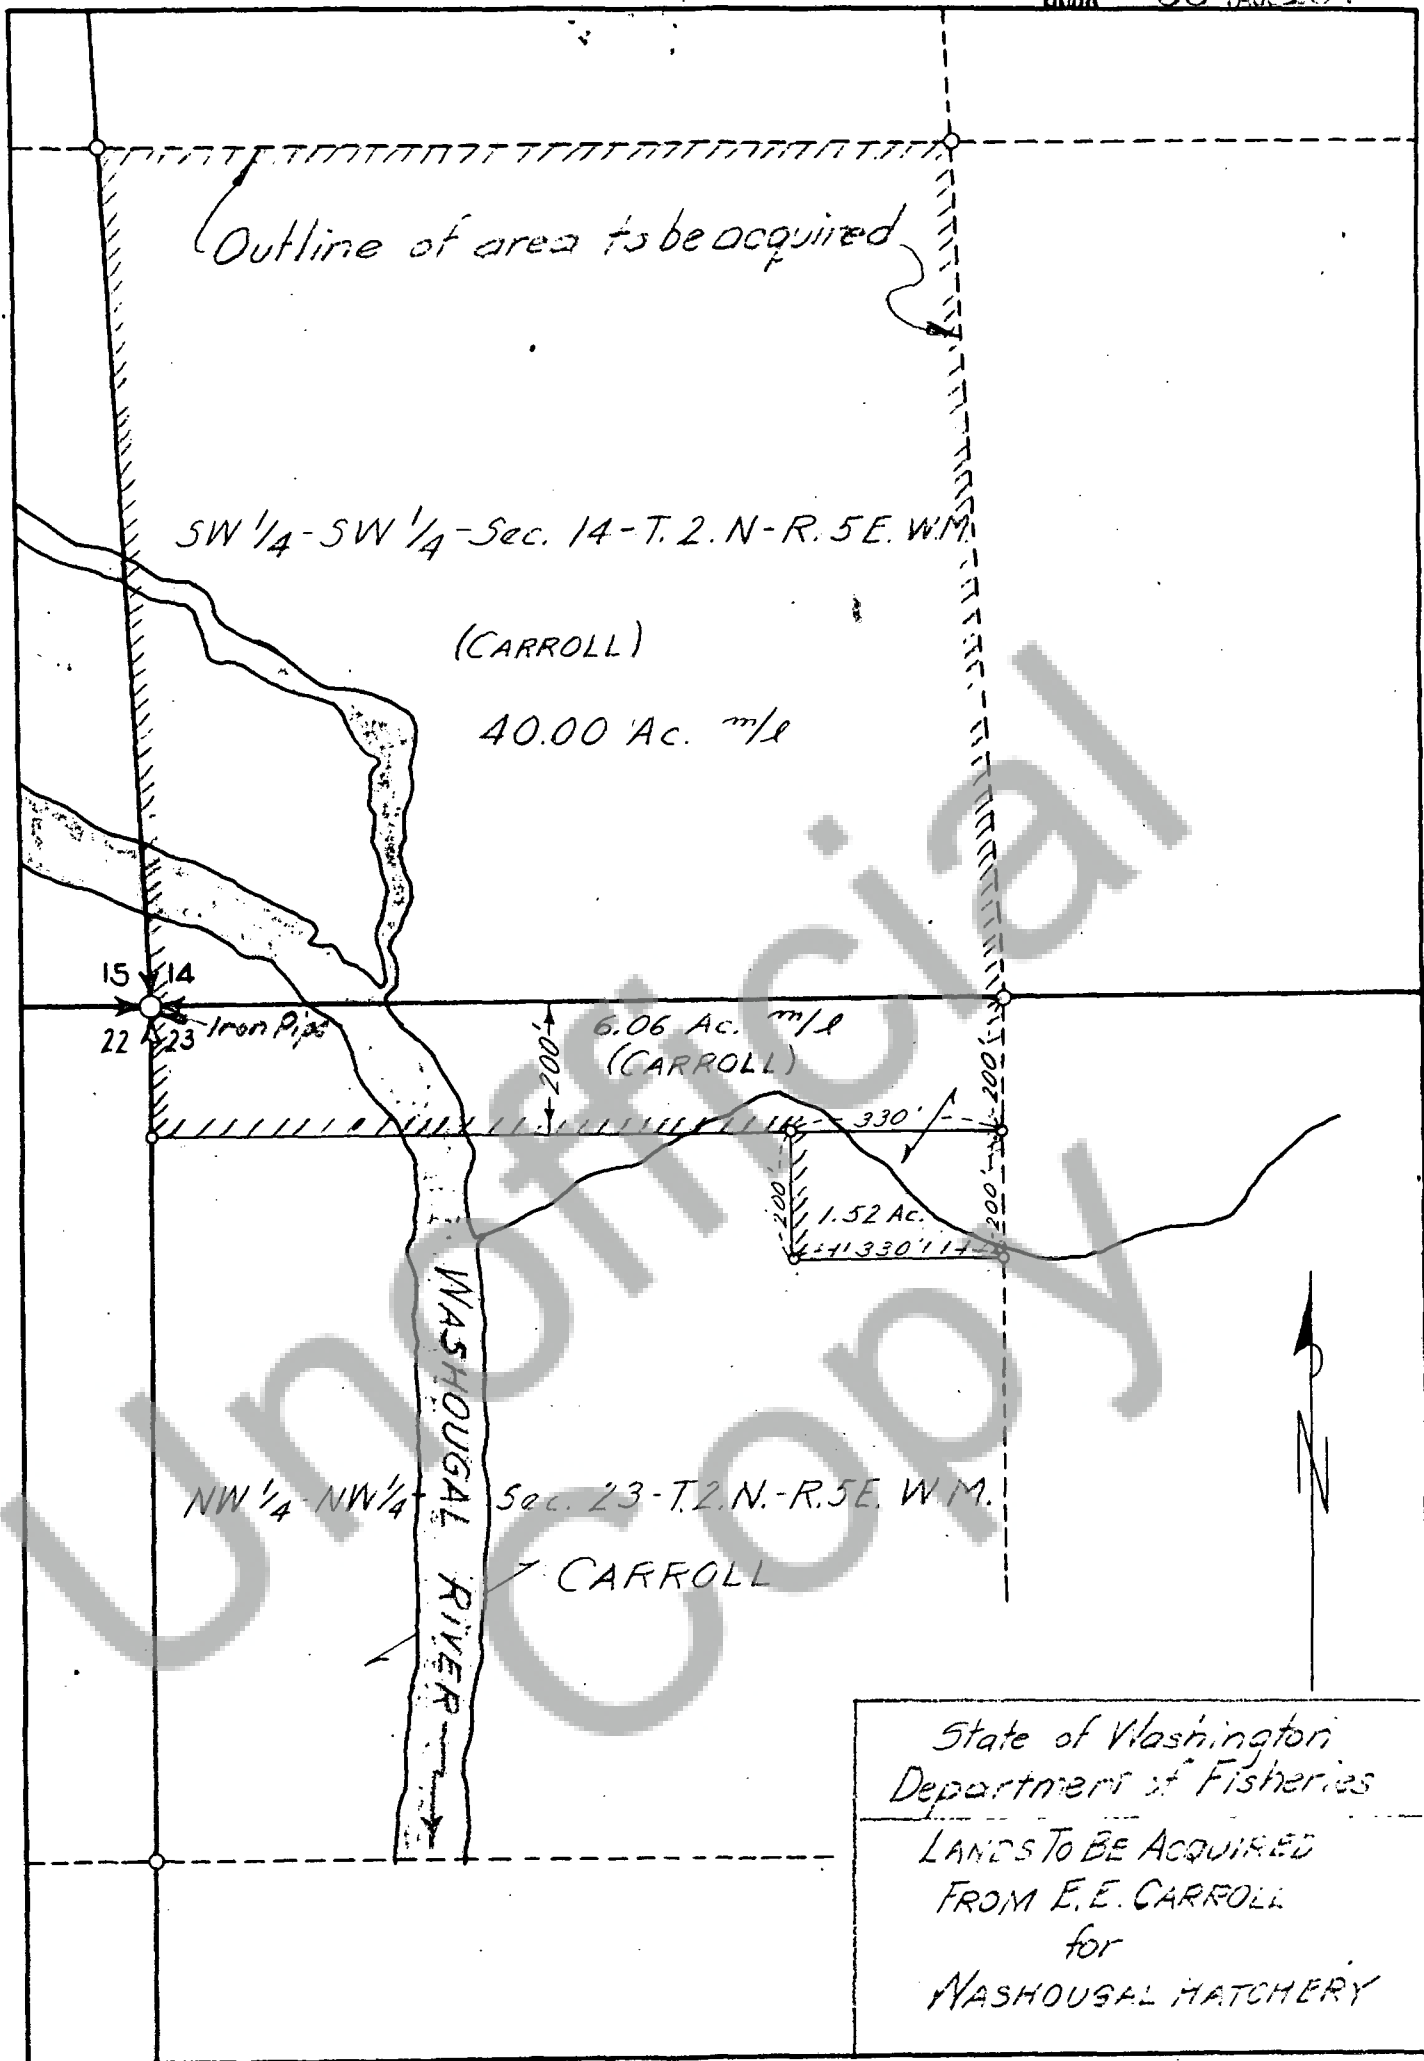 Outline of area to be acquired
SW 1/4 - SW 1/4 - Sec. 14 - T. 2. N - R. 5 E. W.M.
(CARROLL)
40.00 Ac. m/l
15 14
22 23
Iron Pipe
200'
6.06 Ac. m/l
(CARROLL)
200'
330'
200'
1.52 Ac.
200'
330'
WASHOUGAL RIVER
NW 1/4 - NW 1/4 - Sec. 23 - T. 2. N. - R. 5 E. W.M.
CARROLL
N
State of Washington
Department of Fisheries
LANDS TO BE ACQUIRED
FROM E.E. CARROLL
for
WASHOUGAL HATCHERY
Unofficial
Copy